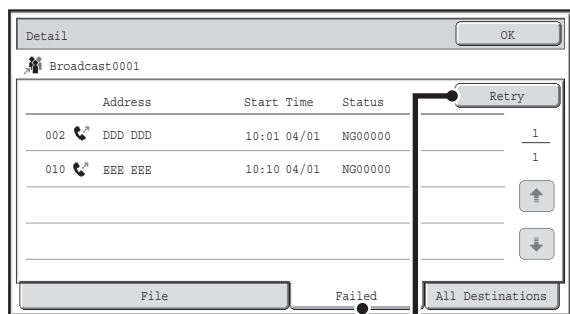 Detail OK
Broadcast0001
Address Start Time Status Retry
002 DDD DDD 10:01 04/01 NG00000
1
1
010 EEE EEE 10:10 04/01 NG00000
File Failed All Destinations